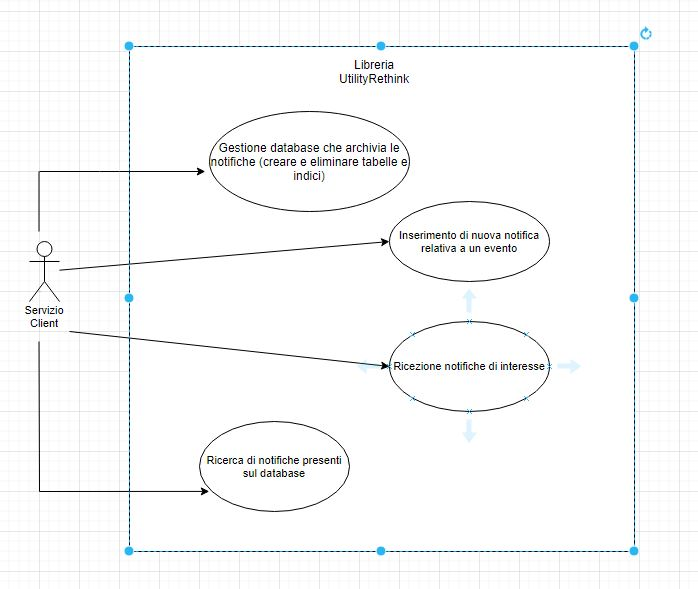 Libreria
UtilityRethink
Gestione database che archivia le
notifiche (creare e eliminare tabelle e
indici)
Inserimento di nuova notifica
relativa a un evento
Servizio
Client
Ricezione notifiche di interesse
Ricerca di notifiche presenti
sul database